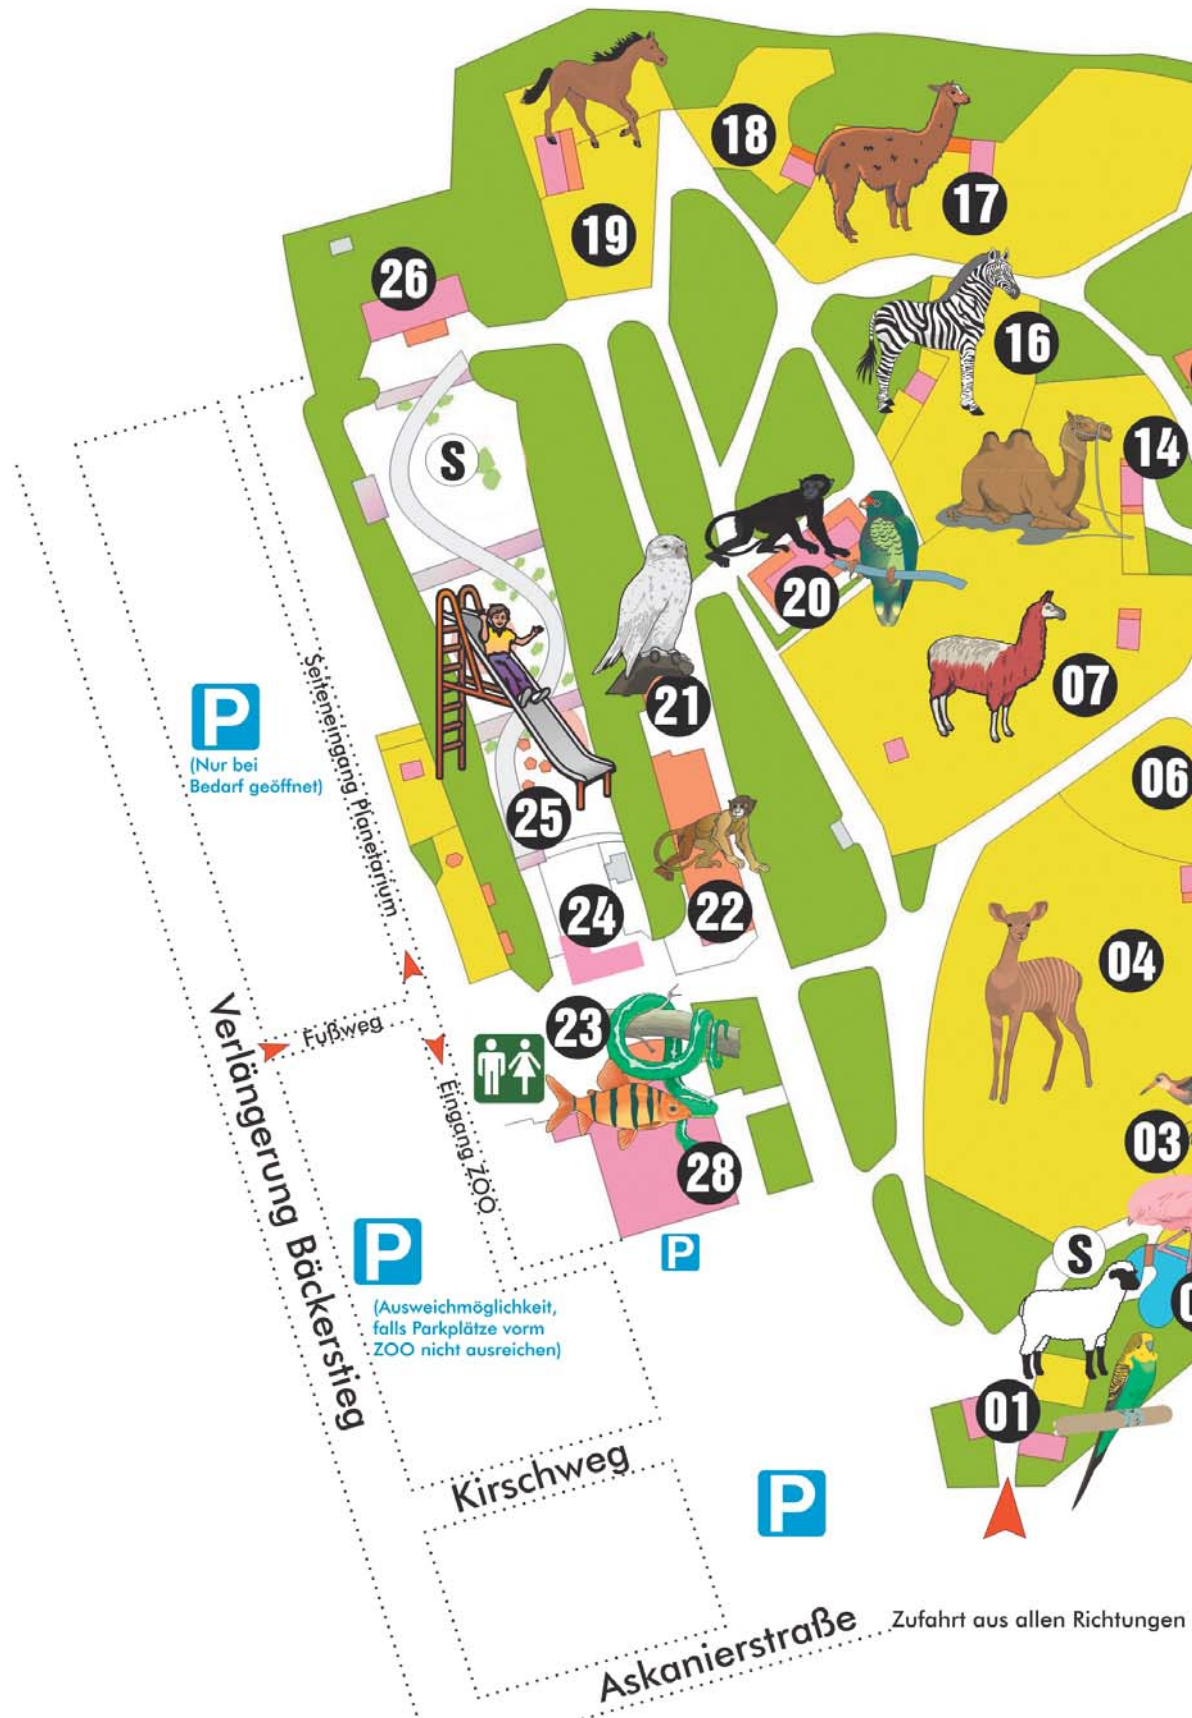 18
17
19
26
16
14
S
20
07
21
P
(Nur bei
Bedarf geöffnet)
Seiteneingang Planetarium
06
25
24
22
04
23
Fußweg
Verlängerung Bäckerstieg
Eingang ZOO
03
28
P
P
S
(Ausweichmöglichkeit,
falls Parkplätze vorm
ZOO nicht ausreichen)
01
Kirschweg
P
Askanierstraße
Zufahrt aus allen Richtungen